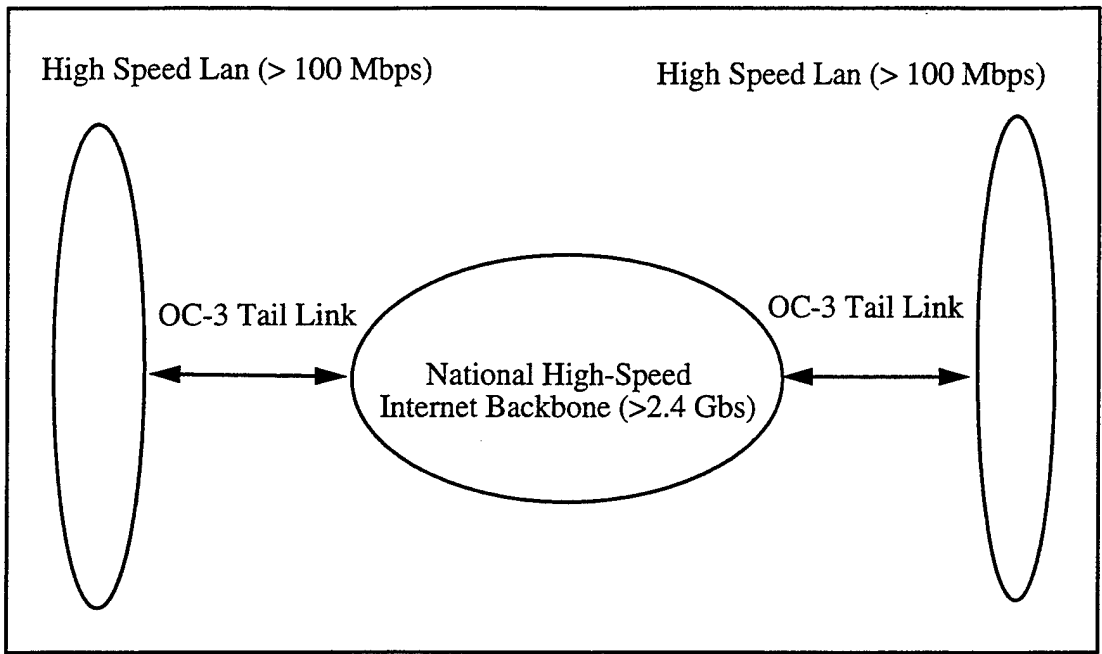 High Speed Lan (> 100 Mbps)
High Speed Lan (> 100 Mbps)
OC-3 Tail Link
OC-3 Tail Link
National High-Speed
Internet Backbone (>2.4 Gbs)